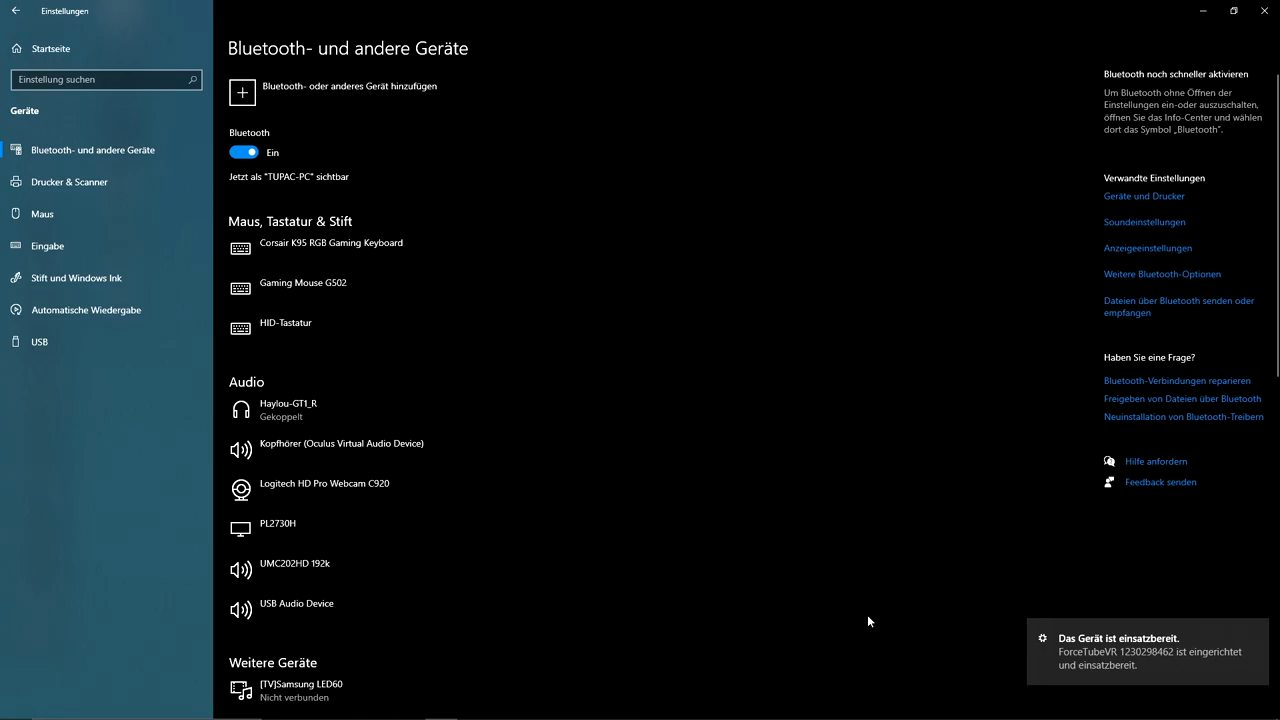 Einstellungen
Startseite
Einstellung suchen
Geräte
Bluetooth- und andere Geräte
Drucker & Scanner
Maus
Eingabe
Stift und Windows Ink
Automatische Wiedergabe
USB
Bluetooth- und andere Geräte
Bluetooth- oder anderes Gerät hinzufügen
Bluetooth
Ein
Jetzt als "TUPAC-PC" sichtbar
Maus, Tastatur & Stift
Corsair K95 RGB Gaming Keyboard
Gaming Mouse G502
HID-Tastatur
Audio
Haylou-GT1_R
Gekoppelt
Kopfhörer (Oculus Virtual Audio Device)
Logitech HD Pro Webcam C920
PL2730H
UMC202HD 192k
USB Audio Device
Weitere Geräte
[TV]Samsung LED60
Nicht verbunden
Bluetooth noch schneller aktivieren
Um Bluetooth ohne Öffnen der
Einstellungen ein-oder auszuschalten,
öffnen Sie das Info-Center und wählen
dort das Symbol „Bluetooth".
Verwandte Einstellungen
Geräte und Drucker
Soundeinstellungen
Anzeigeeinstellungen
Weitere Bluetooth-Optionen
Dateien über Bluetooth senden oder
empfangen
Haben Sie eine Frage?
Bluetooth-Verbindungen reparieren
Freigeben von Dateien über Bluetooth
Neuinstallation von Bluetooth-Treibern
Hilfe anfordern
Feedback senden
Das Gerät ist einsatzbereit.
ForceTubeVR 1230298462 ist eingerichtet
und einsatzbereit.